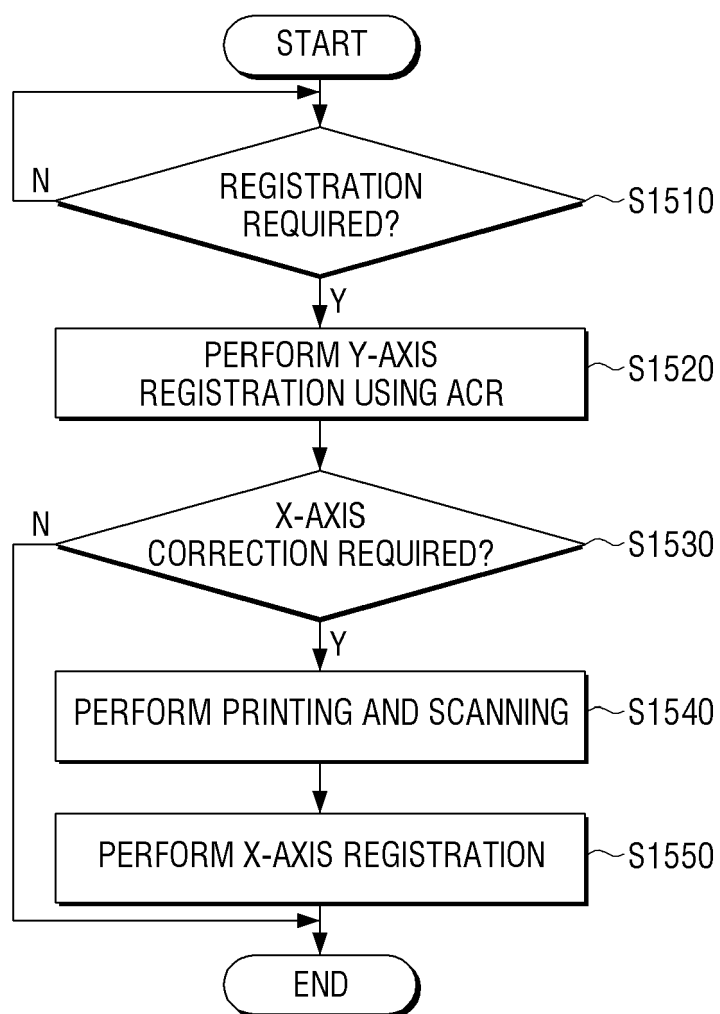 START
N
REGISTRATION
REQUIRED?
S1510
Y
PERFORM Y-AXIS
REGISTRATION USING ACR
S1520
N
X-AXIS
CORRECTION REQUIRED?
S1530
Y
PERFORM PRINTING AND SCANNING
S1540
PERFORM X-AXIS REGISTRATION
S1550
END